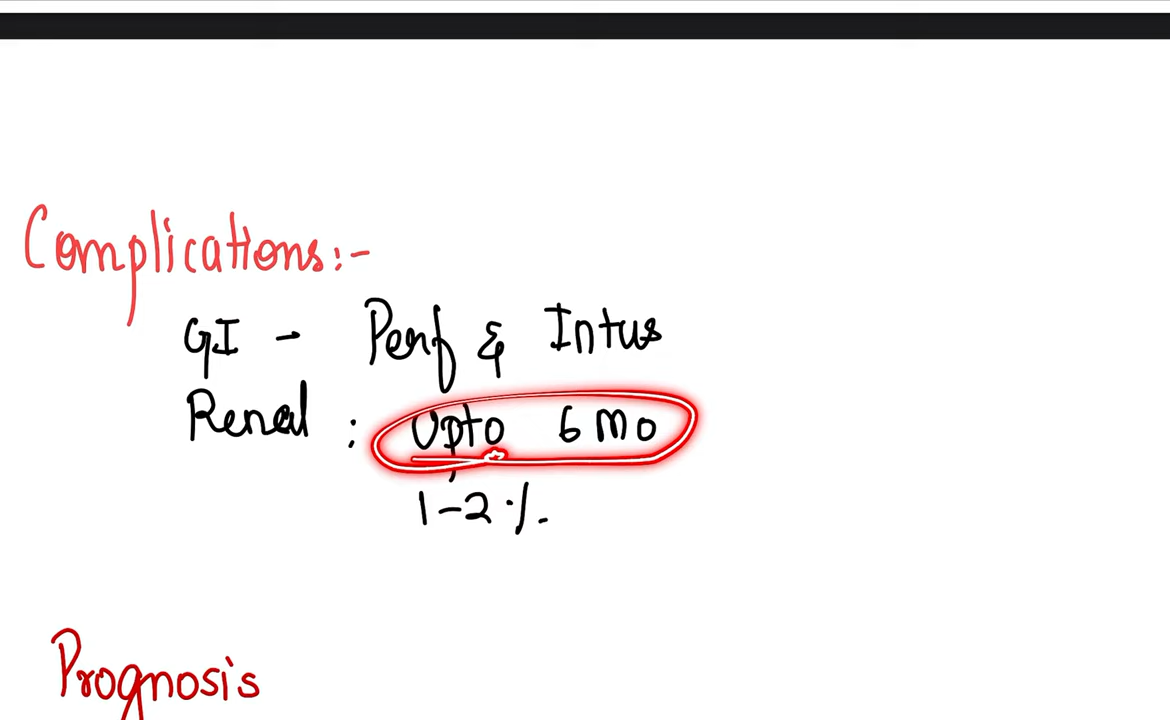 Complications:-
GI - Perf & Intus
Renal : Upto 6 mo
1-2 %.
Prognosis